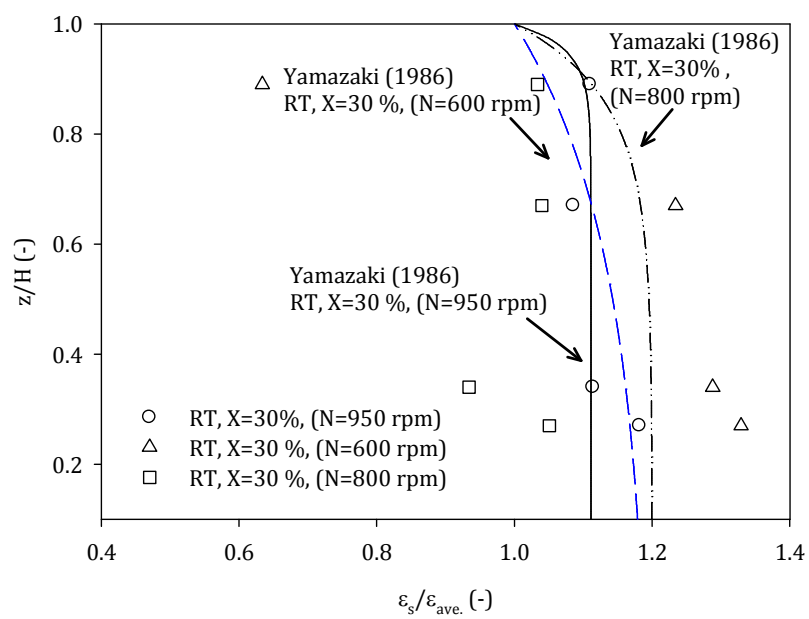 1.0
0.8
0.6
0.4
0.2
z/H (-)
Yamazaki (1986)
RT, X=30 %, (N=600 rpm)
Yamazaki (1986)
RT, X=30% ,
(N=800 rpm)
Yamazaki (1986)
RT, X=30 %, (N=950 rpm)
RT, X=30%, (N=950 rpm)
RT, X=30 %, (N=600 rpm)
RT, X=30 %, (N=800 rpm)
0.4 0.6 0.8 1.0 1.2 1.4
εs/εave. (-)